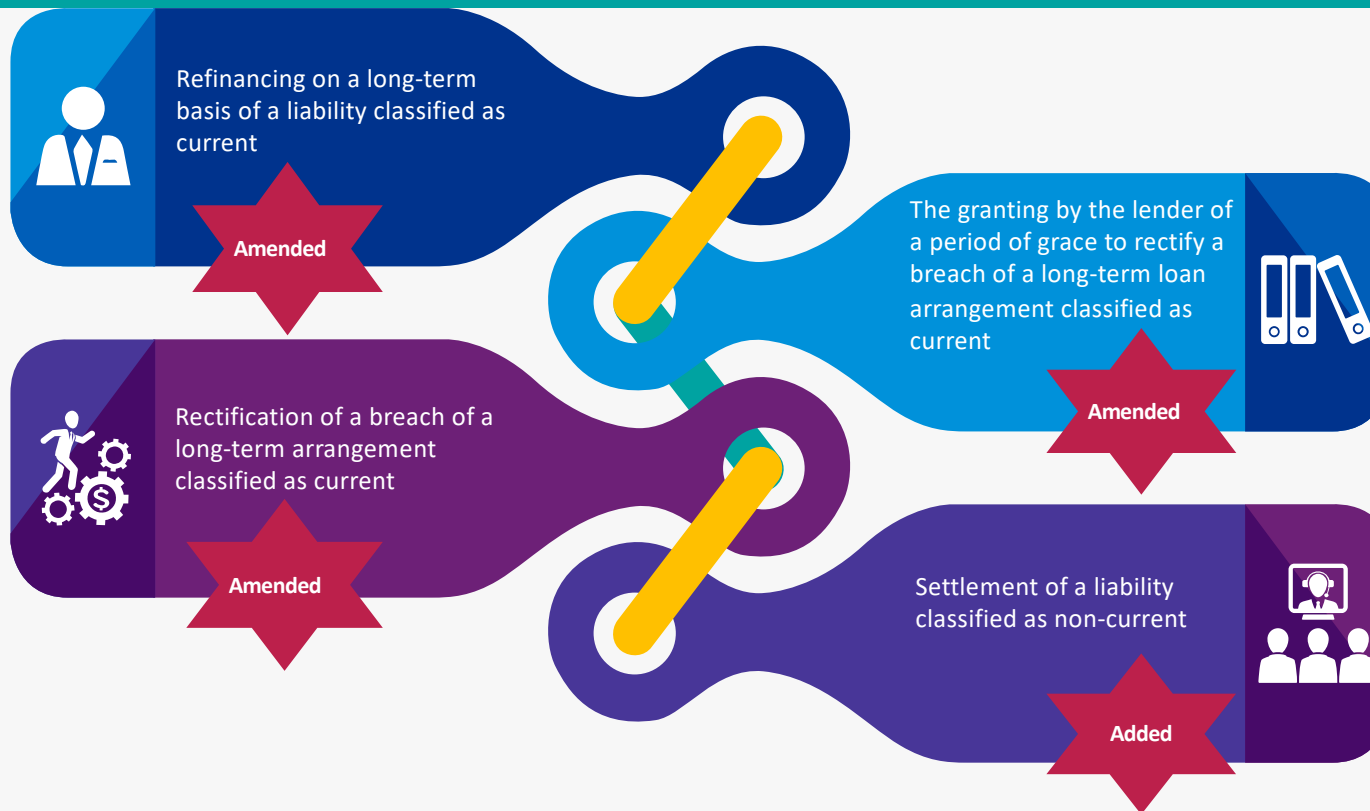 Refinancing on a long-term
basis of a liability classified as
current
Amended
The granting by the lender of
a period of grace to rectify a
breach of a long-term loan
arrangement classified as
current
Amended
Rectification of a breach of a
long-term arrangement
classified as current
Amended
Settlement of a liability
classified as non-current
Added
$